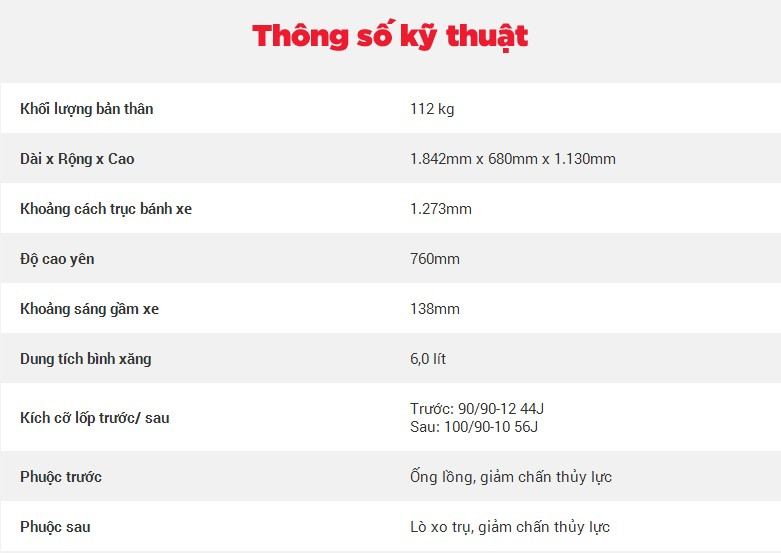 Thông số kỹ thuật
Khối lượng bản thân 112 kg
Dài x Rộng x Cao 1.842mm x 680mm x 1.130mm
Khoảng cách trục bánh xe 1.273mm
Độ cao yên 760mm
Khoảng sáng gầm xe 138mm
Dung tích bình xăng 6,0 lít
Kích cỡ lốp trước/ sau Trước: 90/90-12 44J
Sau: 100/90-10 56J
Phuộc trước Ống lồng, giảm chấn thủy lực
Phuộc sau Lò xo trụ, giảm chấn thủy lực